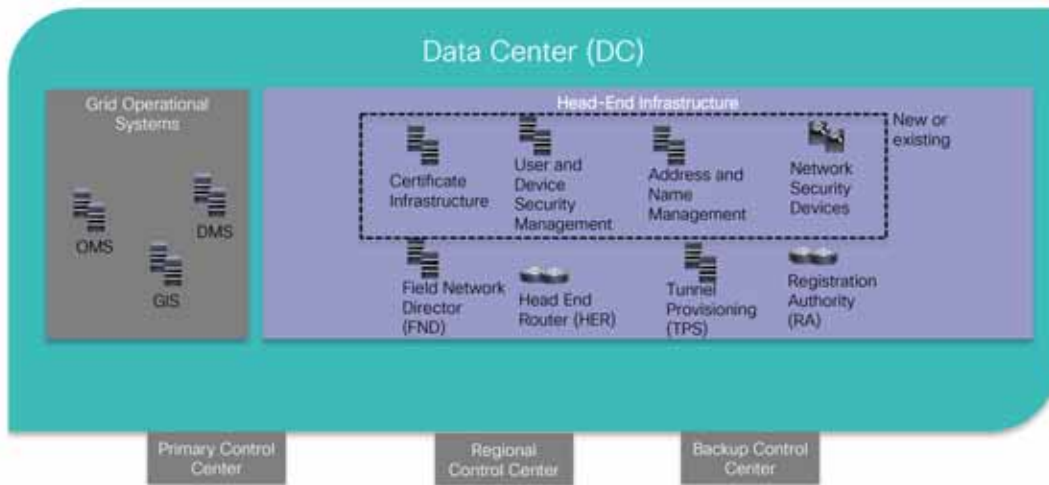 Data Center (DC)
Grid Operational
Systems
OMS
DMS
GIS
Head-End Infrastructure
New or
existing
Certificate
Infrastructure
User and
Device
Security
Management
Address and
Name
Management
Network
Security
Devices
Field Network
Director
(FND)
Head End
Router (HER)
Tunnel
Provisioning
(TPS)
Registration
Authority
(RA)
Primary Control
Center
Regional
Control Center
Backup Control
Center